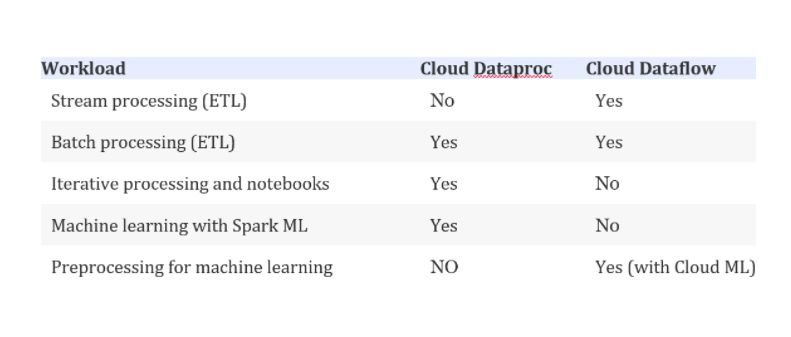 Workload Cloud Dataproc Cloud Dataflow
Stream processing (ETL) No Yes
Batch processing (ETL) Yes Yes
Iterative processing and notebooks Yes No
Machine learning with Spark ML Yes No
Preprocessing for machine learning NO Yes (with Cloud ML)